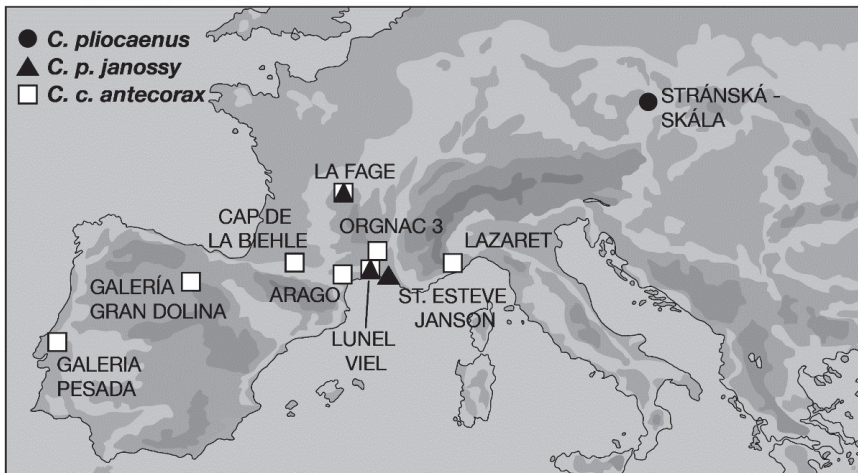 C. pliocaenus
C. p. janossy
C. c. antecorax
STRÁNSKÁ -
SKÁLA
LA FAGE
CAP DE
LA BIEHLE
ORGNAC 3
LAZARET
GALERÍA
GRAN DOLINA
ARAGO
ST. ESTEVE
JANSON
LUNEL
VIEL
GALERIA
PESADA